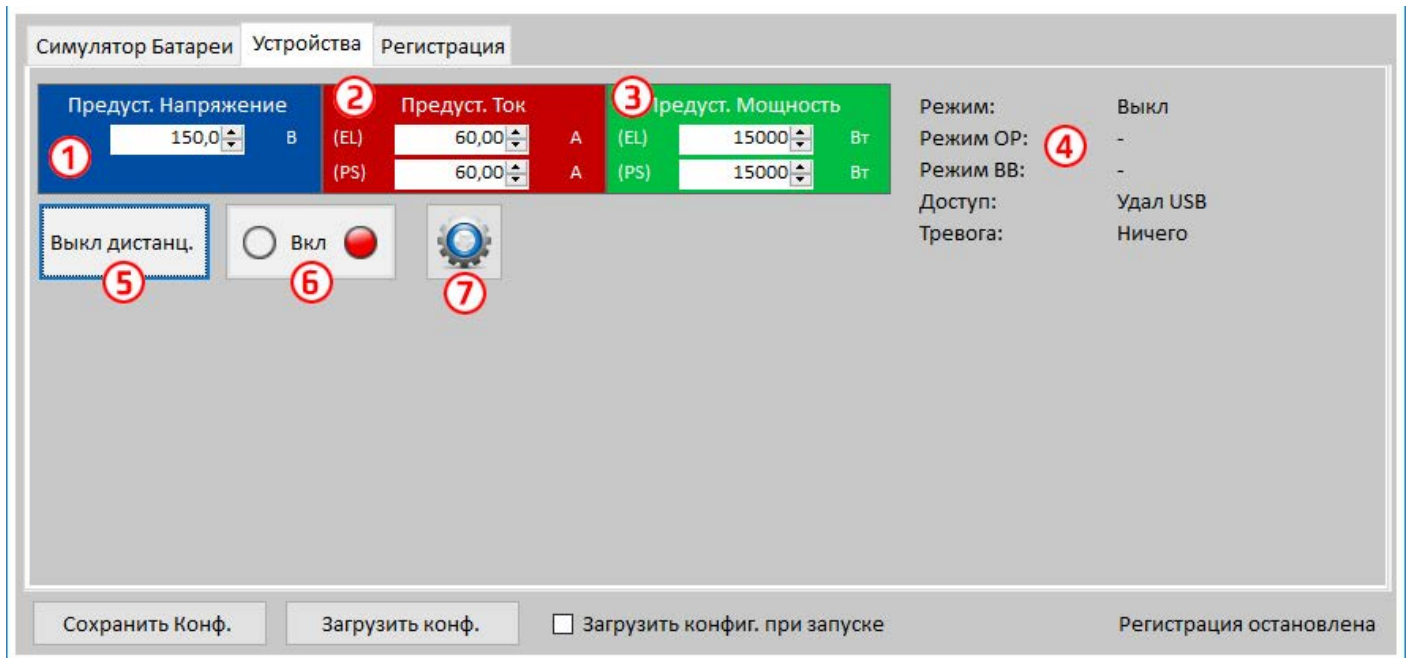 Симулятор Батареи Устройства Регистрация
Предуст. Напряжение ② Предуст. Ток ③ Предуст. Мощность Режим: Выкл
① 150,0 В (EL) 60,00 А (EL) 15000 Вт Режим ОР: ④ -
(PS) 60,00 А (PS) 15000 Вт Режим ВВ: -
Доступ: Удал USB
Выкл дистанц. Вкл Тревога: Ничего
⑤ ⑥ ⑦
Сохранить Конф. Загрузить конф. Загрузить конфиг. при запуске Регистрация остановлена